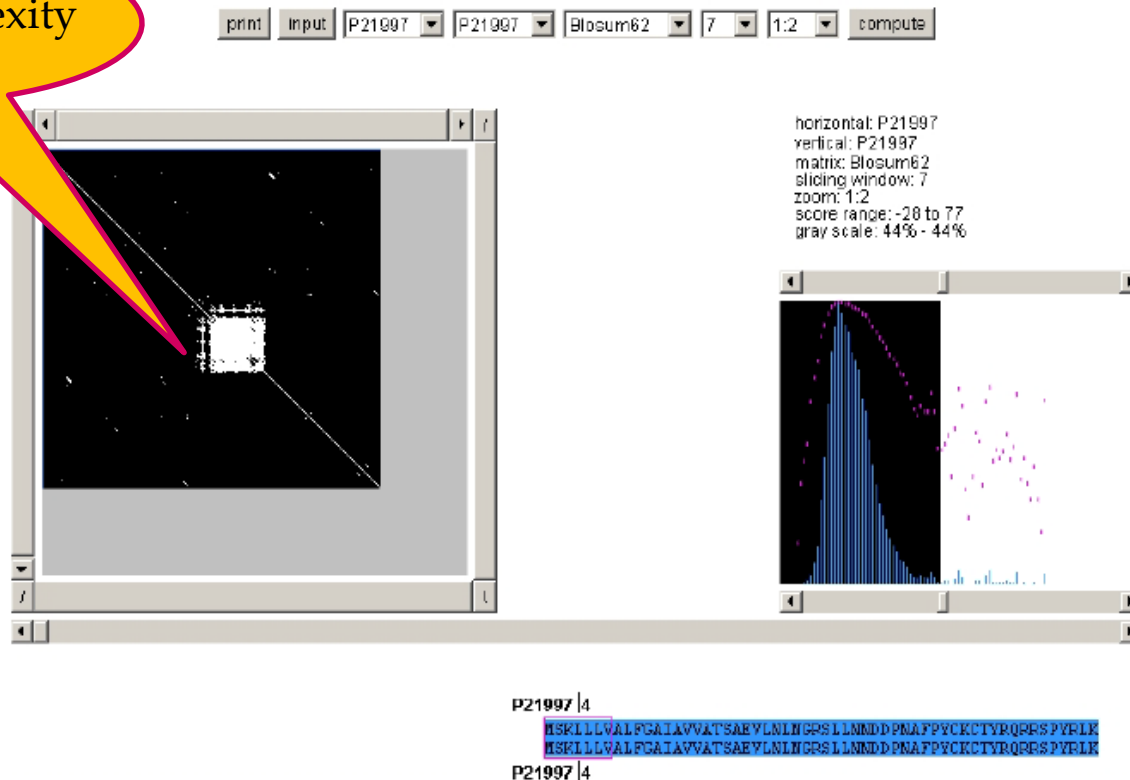 exity
print input P21997 P21997 Blosum62 7 1:2 compute
horizontal: P21997
vertical: P21997
matrix: Blosum62
sliding window: 7
zoom: 1:2
score range: -28 to 77
gray scale: 44% - 44%
P21997 4
MSKLLLVALFGAIAVVATSAEVLNLNGRSLLNNDDPNAFPYCKCTYRQRRSPYRLK
MSKLLLVALFGAIAVVATSAEVLNLNGRSLLNNDDPNAFPYCKCTYRQRRSPYRLK
P21997 4